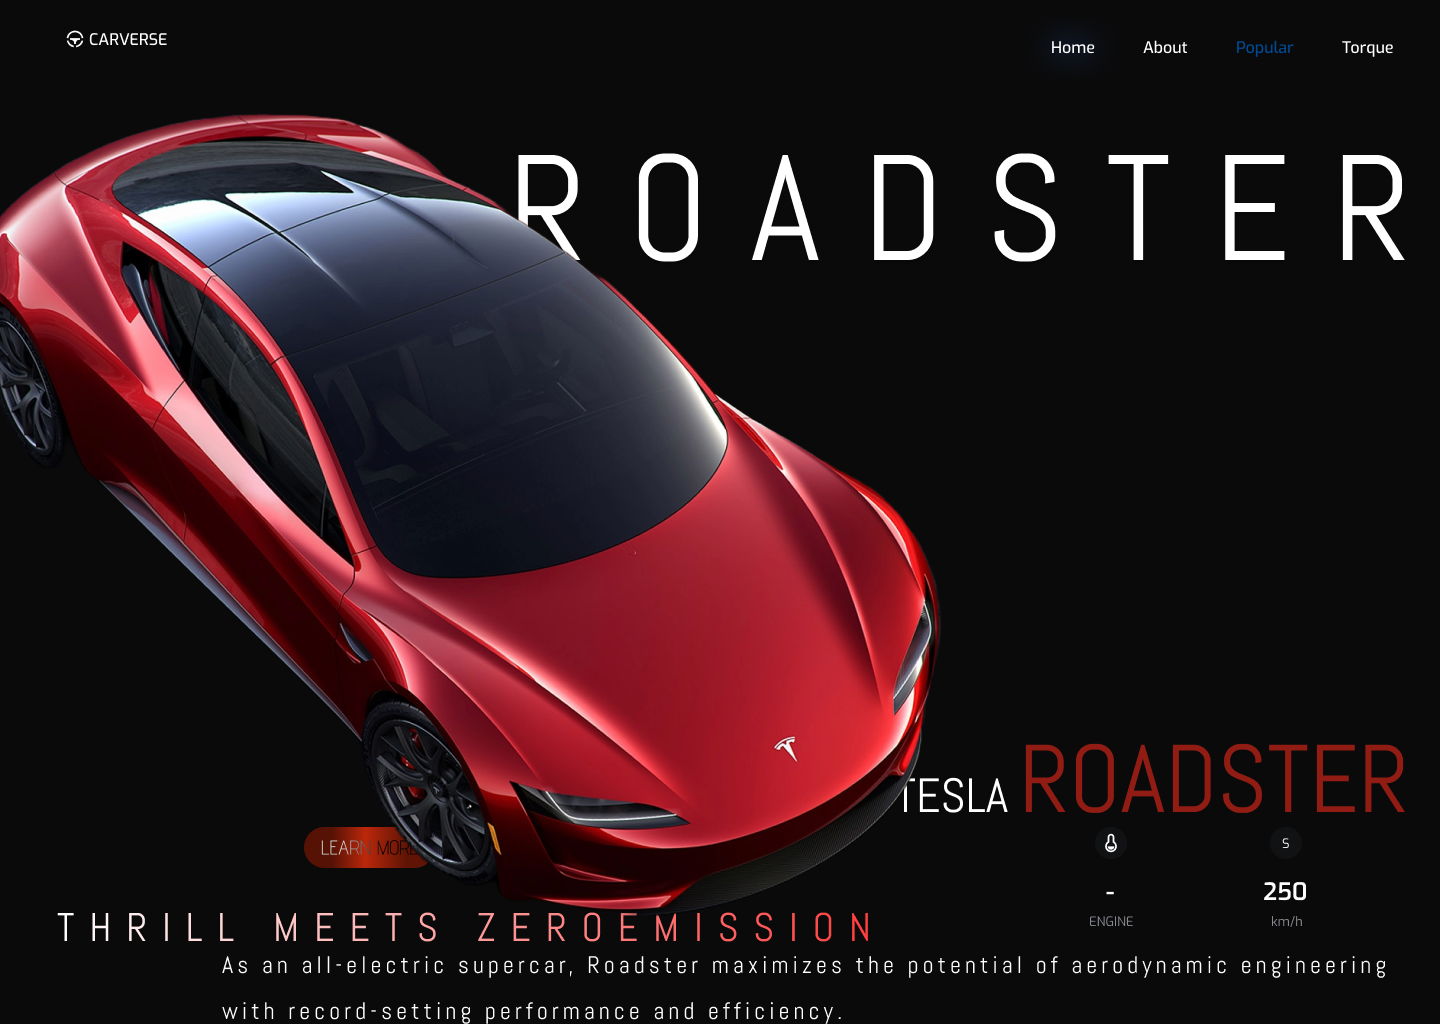 CARVERSE
Home About Popular Torque
ROADSTER
TESLA ROADSTER
LEARN MORE
S
- 250
ENGINE km/h
THRILL MEETS ZEROEMISSION
As an all-electric supercar, Roadster maximizes the potential of aerodynamic engineering
with record-setting performance and efficiency.